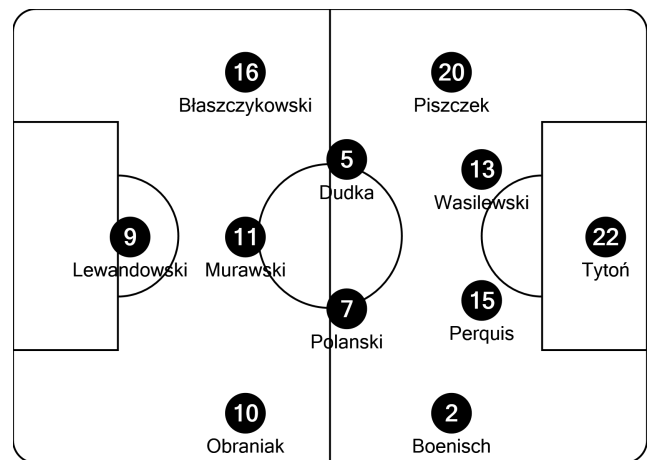 16
Błaszczykowski
20
Piszczek
5
Dudka
13
Wasilewski
9
Lewandowski
11
Murawski
22
Tytoń
7
Polanski
15
Perquis
10
Obraniak
2
Boenisch